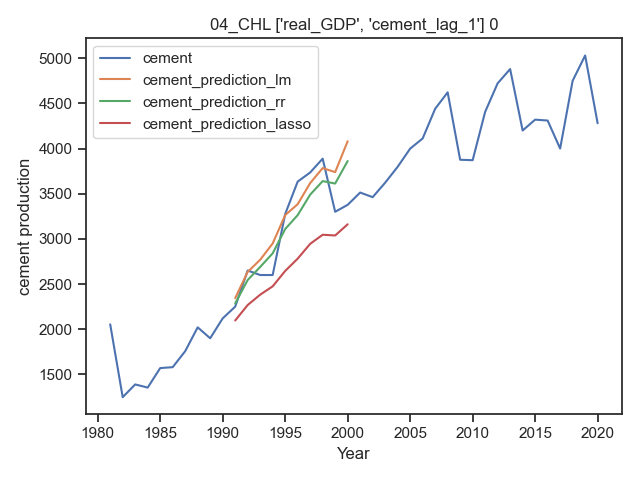 04_CHL ['real_GDP', 'cement_lag_1'] 0
cement
cement_prediction_lm
cement_prediction_rr
cement_prediction_lasso
cement production
5000
4500
4000
3500
3000
2500
2000
1500
1980 1985 1990 1995 2000 2005 2010 2015 2020
Year